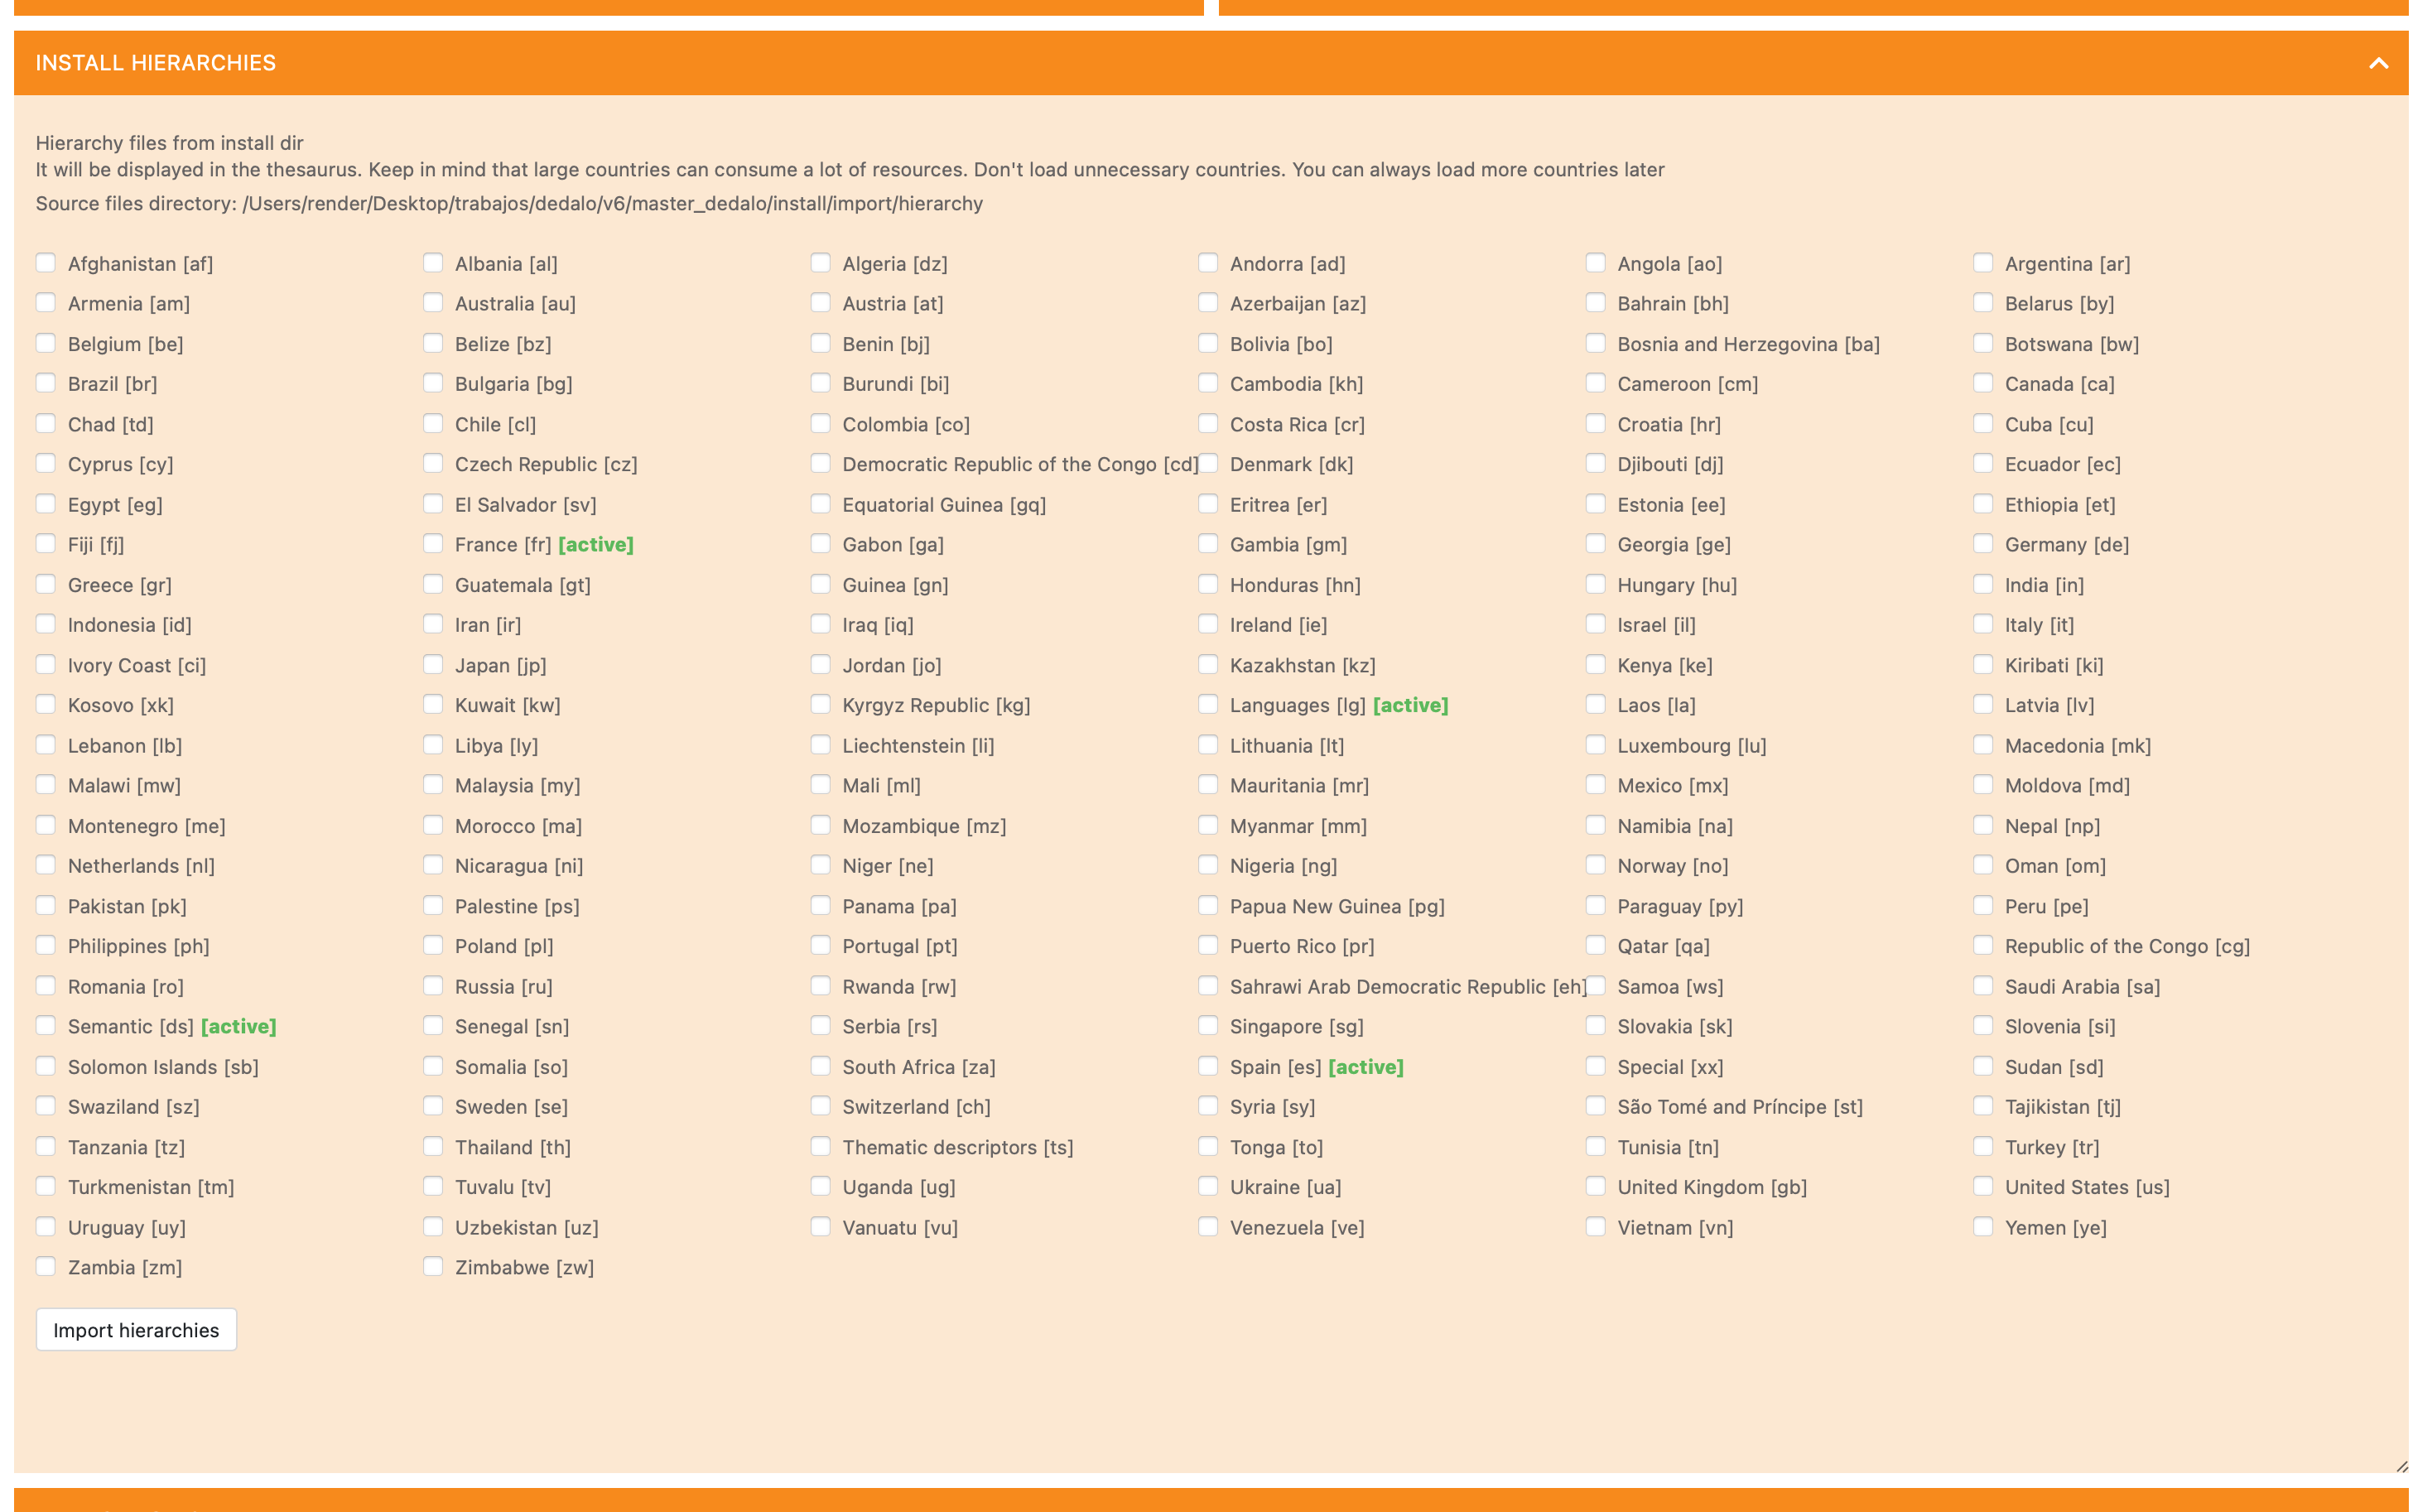 INSTALL HIERARCHIES
Hierarchy files from install dir
It will be displayed in the thesaurus. Keep in mind that large countries can consume a lot of resources. Don't load unnecessary countries. You can always load more countries later
Source files directory: /Users/render/Desktop/trabajos/dedalo/v6/master_dedalo/install/import/hierarchy
Afghanistan [af] Albania [al] Algeria [dz] Andorra [ad] Angola [ao] Argentina [ar]
Armenia [am] Australia [au] Austria [at] Azerbaijan [az] Bahrain [bh] Belarus [by]
Belgium [be] Belize [bz] Benin [bj] Bolivia [bo] Bosnia and Herzegovina [ba] Botswana [bw]
Brazil [br] Bulgaria [bg] Burundi [bi] Cambodia [kh] Cameroon [cm] Canada [ca]
Chad [td] Chile [cl] Colombia [co] Costa Rica [cr] Croatia [hr] Cuba [cu]
Cyprus [cy] Czech Republic [cz] Democratic Republic of the Congo [cd] Denmark [dk] Djibouti [dj] Ecuador [ec]
Egypt [eg] El Salvador [sv] Equatorial Guinea [gq] Eritrea [er] Estonia [ee] Ethiopia [et]
Fiji [fj] France [fr] [active] Gabon [ga] Gambia [gm] Georgia [ge] Germany [de]
Greece [gr] Guatemala [gt] Guinea [gn] Honduras [hn] Hungary [hu] India [in]
Indonesia [id] Iran [ir] Iraq [iq] Ireland [ie] Israel [il] Italy [it]
Ivory Coast [ci] Japan [jp] Jordan [jo] Kazakhstan [kz] Kenya [ke] Kiribati [ki]
Kosovo [xk] Kuwait [kw] Kyrgyz Republic [kg] Languages [lg] [active] Laos [la] Latvia [lv]
Lebanon [lb] Libya [ly] Liechtenstein [li] Lithuania [lt] Luxembourg [lu] Macedonia [mk]
Malawi [mw] Malaysia [my] Mali [ml] Mauritania [mr] Mexico [mx] Moldova [md]
Montenegro [me] Morocco [ma] Mozambique [mz] Myanmar [mm] Namibia [na] Nepal [np]
Netherlands [nl] Nicaragua [ni] Niger [ne] Nigeria [ng] Norway [no] Oman [om]
Pakistan [pk] Palestine [ps] Panama [pa] Papua New Guinea [pg] Paraguay [py] Peru [pe]
Philippines [ph] Poland [pl] Portugal [pt] Puerto Rico [pr] Qatar [qa] Republic of the Congo [cg]
Romania [ro] Russia [ru] Rwanda [rw] Sahrawi Arab Democratic Republic [eh] Samoa [ws] Saudi Arabia [sa]
Semantic [ds] [active] Senegal [sn] Serbia [rs] Singapore [sg] Slovakia [sk] Slovenia [si]
Solomon Islands [sb] Somalia [so] South Africa [za] Spain [es] [active] Special [xx] Sudan [sd]
Swaziland [sz] Sweden [se] Switzerland [ch] Syria [sy] São Tomé and Príncipe [st] Tajikistan [tj]
Tanzania [tz] Thailand [th] Thematic descriptors [ts] Tonga [to] Tunisia [tn] Turkey [tr]
Turkmenistan [tm] Tuvalu [tv] Uganda [ug] Ukraine [ua] United Kingdom [gb] United States [us]
Uruguay [uy] Uzbekistan [uz] Vanuatu [vu] Venezuela [ve] Vietnam [vn] Yemen [ye]
Zambia [zm] Zimbabwe [zw]
Import hierarchies